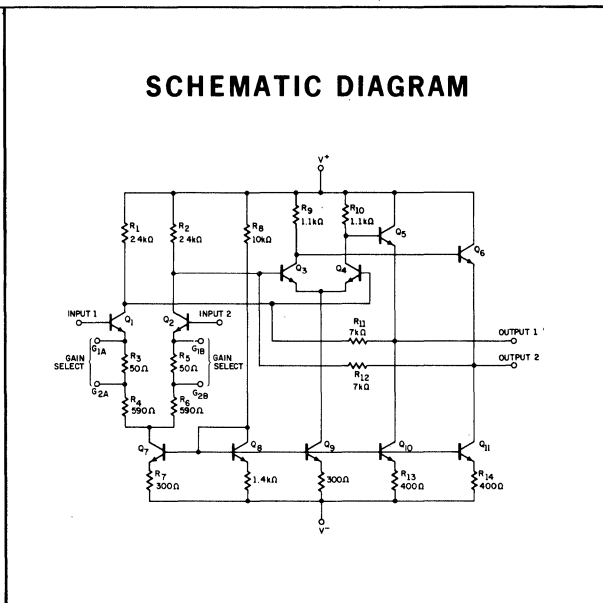 SCHEMATIC DIAGRAM
V+
R1
2.4kΩ
R2
2.4kΩ
R8
10kΩ
R9
1.1kΩ
R10
1.1kΩ
Q5
Q6
Q3
Q4
INPUT 1
Q1
Q2
INPUT 2
R11
7kΩ
OUTPUT 1
OUTPUT 2
R12
7kΩ
G1A
G1B
GAIN
SELECT
R3
50Ω
R5
50Ω
GAIN
SELECT
G2A
G2B
R4
590Ω
R6
590Ω
Q7
Q8
Q9
Q10
Q11
R7
300Ω
1.4kΩ
300Ω
R13
400Ω
R14
400Ω
V-